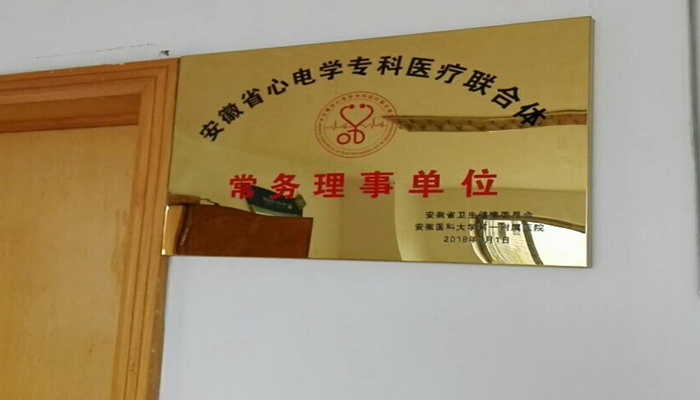 安徽省心电学专科医疗联合体
常务理事单位
安徽省卫生健康委员会
安徽医科大学第一附属医院